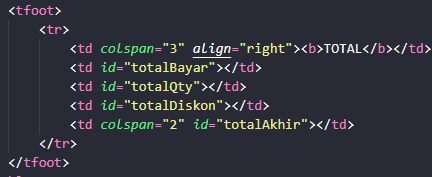 <tfoot>
<tr>
<td colspan="3" align="right"><b>TOTAL</b></td>
<td id="totalBayar"></td>
<td id="totalQty"></td>
<td id="totalDiskon"></td>
<td colspan="2" id="totalAkhir"></td>
</tr>
</tfoot>